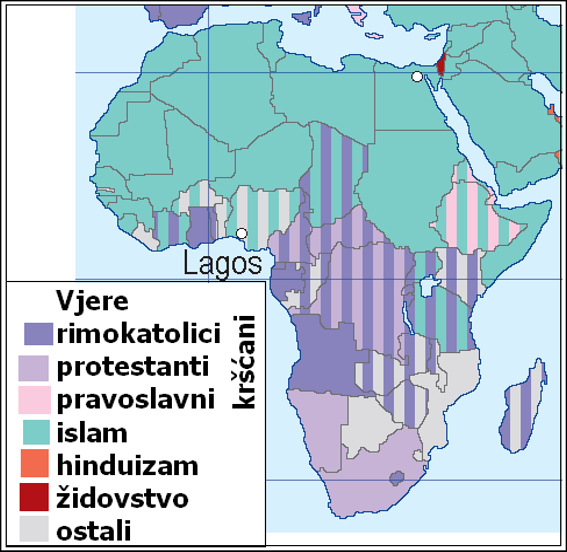 Lagos
Vjere
rimokatolici
protestanti
pravoslavni
kršćani
islam
hinduizam
židovstvo
ostali